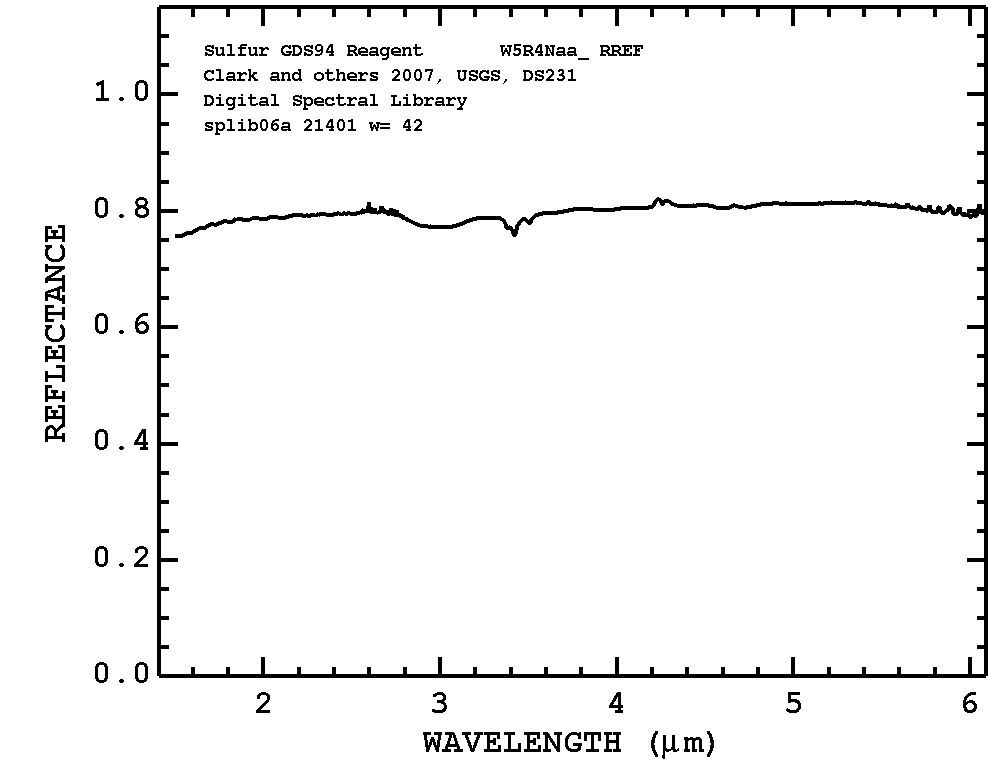 Sulfur GDS94 Reagent W5R4Naa_ RREF
Clark and others 2007, USGS, DS231
Digital Spectral Library
splib06a 21401 w= 42
1.0
0.8
0.6
0.4
0.2
0.0
REFLECTANCE
2 3 4 5 6
WAVELENGTH (μm)